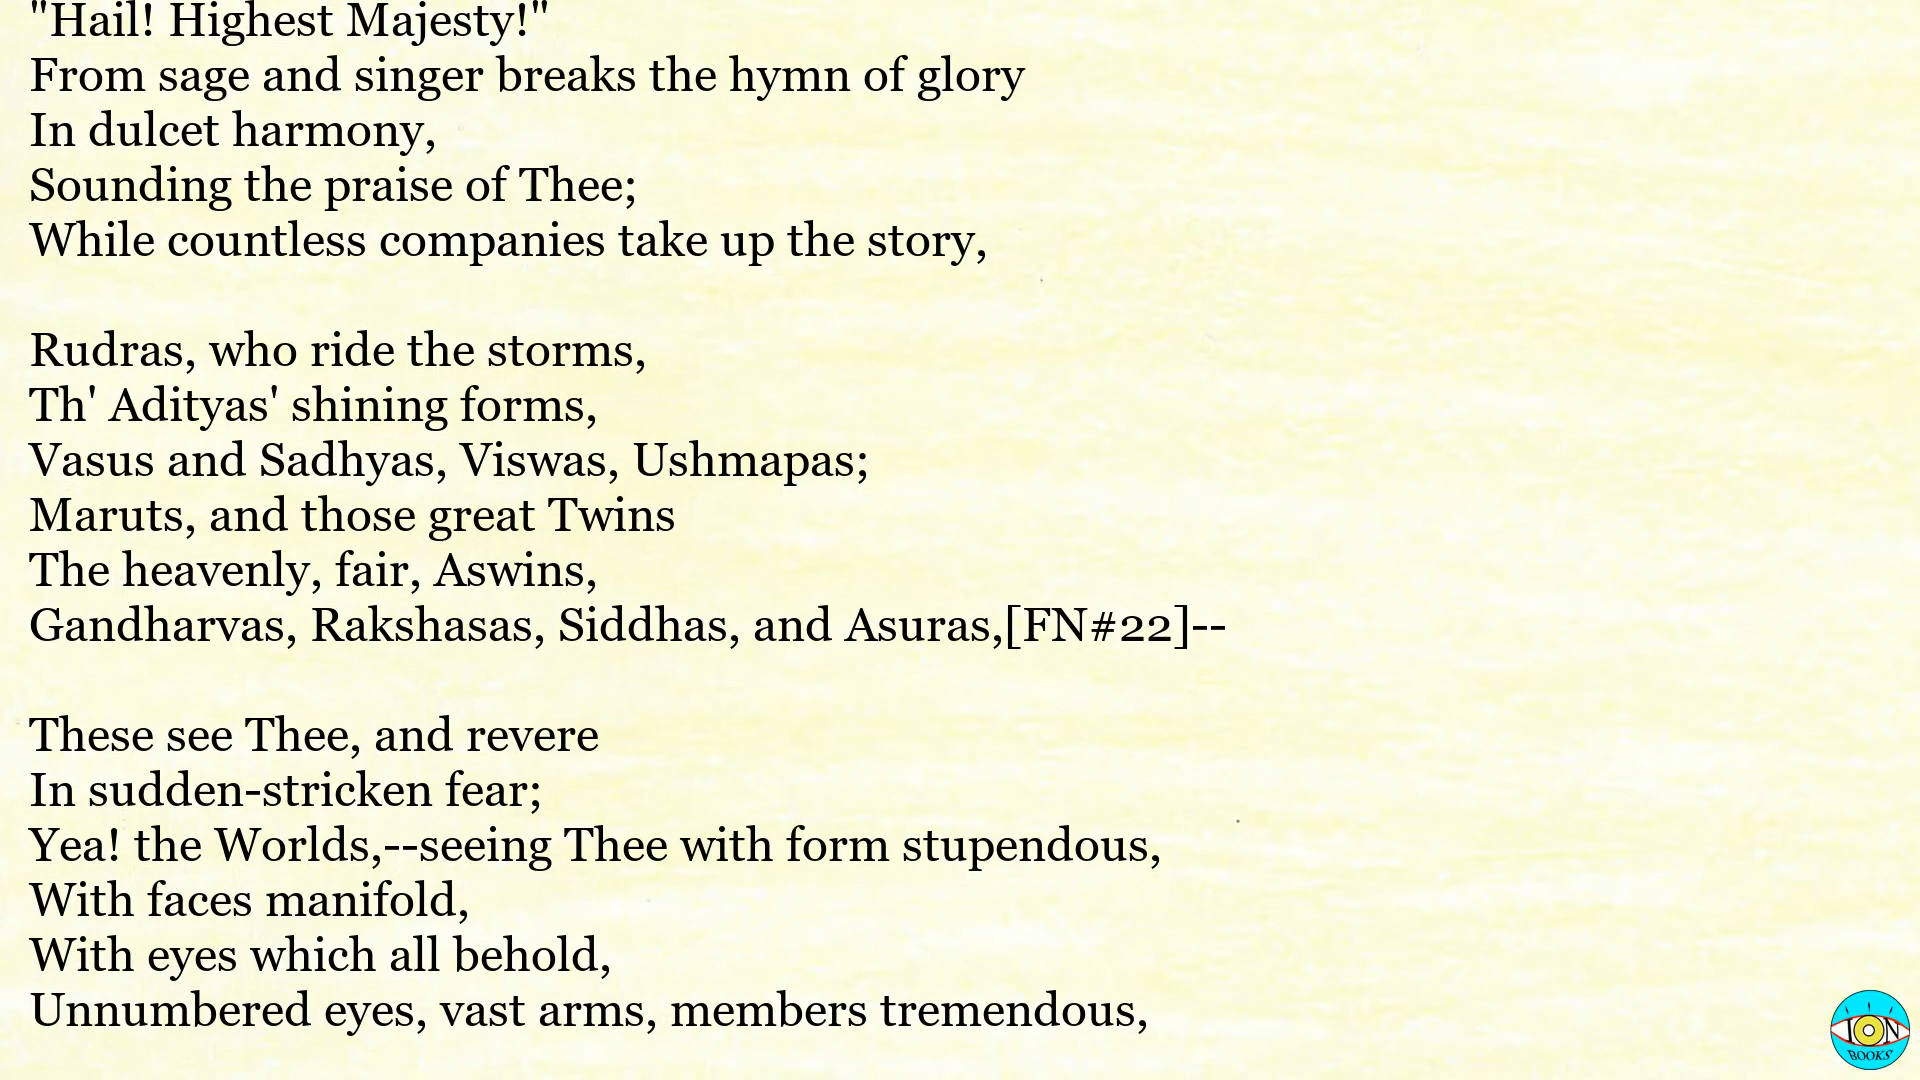 "Hail! Highest Majesty!"
From sage and singer breaks the hymn of glory
In dulcet harmony,
Sounding the praise of Thee;
While countless companies take up the story,
Rudras, who ride the storms,
Th' Adityas' shining forms,
Vasus and Sadhyas, Viswas, Ushmapas;
Maruts, and those great Twins
The heavenly, fair, Aswins,
Gandharvas, Rakshasas, Siddhas, and Asuras,[FN#22]--
These see Thee, and revere
In sudden-stricken fear;
Yea! the Worlds,--seeing Thee with form stupendous,
With faces manifold,
With eyes which all behold,
Unnumbered eyes, vast arms, members tremendous,
ION
BOOKS